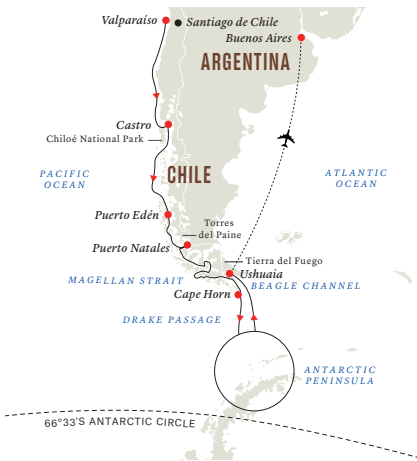 Valparaíso
Santiago de Chile
Buenos Aires
ARGENTINA
Castro
Chiloé National Park
CHILE
PACIFIC
OCEAN
ATLANTIC
OCEAN
Puerto Edén
Torres
del Paine
Puerto Natales
Tierra del Fuego
Ushuaia
MAGELLAN STRAIT
BEAGLE CHANNEL
Cape Horn
DRAKE PASSAGE
ANTARCTIC
PENINSULA
66°33'S ANTARCTIC CIRCLE